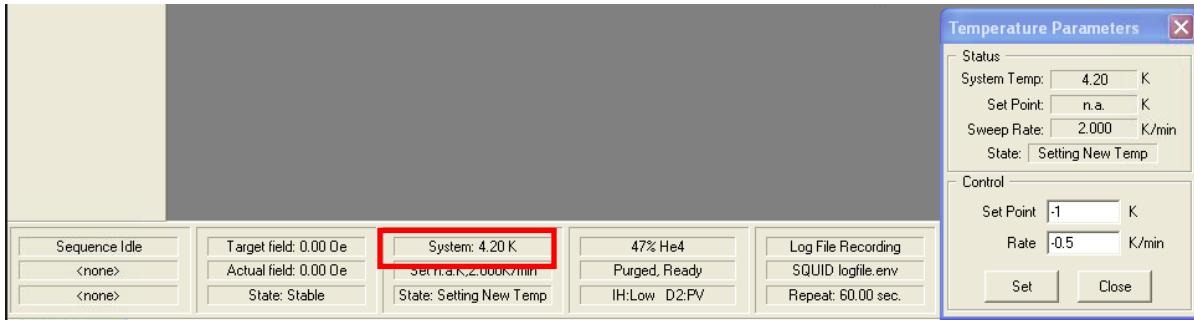 Temperature Parameters
Status
System Temp: 4.20 K
Set Point: n.a. K
Sweep Rate: 2.000 K/min
State: Setting New Temp
Control
Set Point -1 K
Rate -0.5 K/min
Set Close
Sequence Idle
<none>
<none>
Target field: 0.00 Oe
Actual field: 0.00 Oe
State: Stable
System: 4.20 K
Set n.a.K,2.000K/min
State: Setting New Temp
47% He4
Purged, Ready
IH:Low D2:PV
Log File Recording
SQUID logfile.env
Repeat: 60.00 sec.